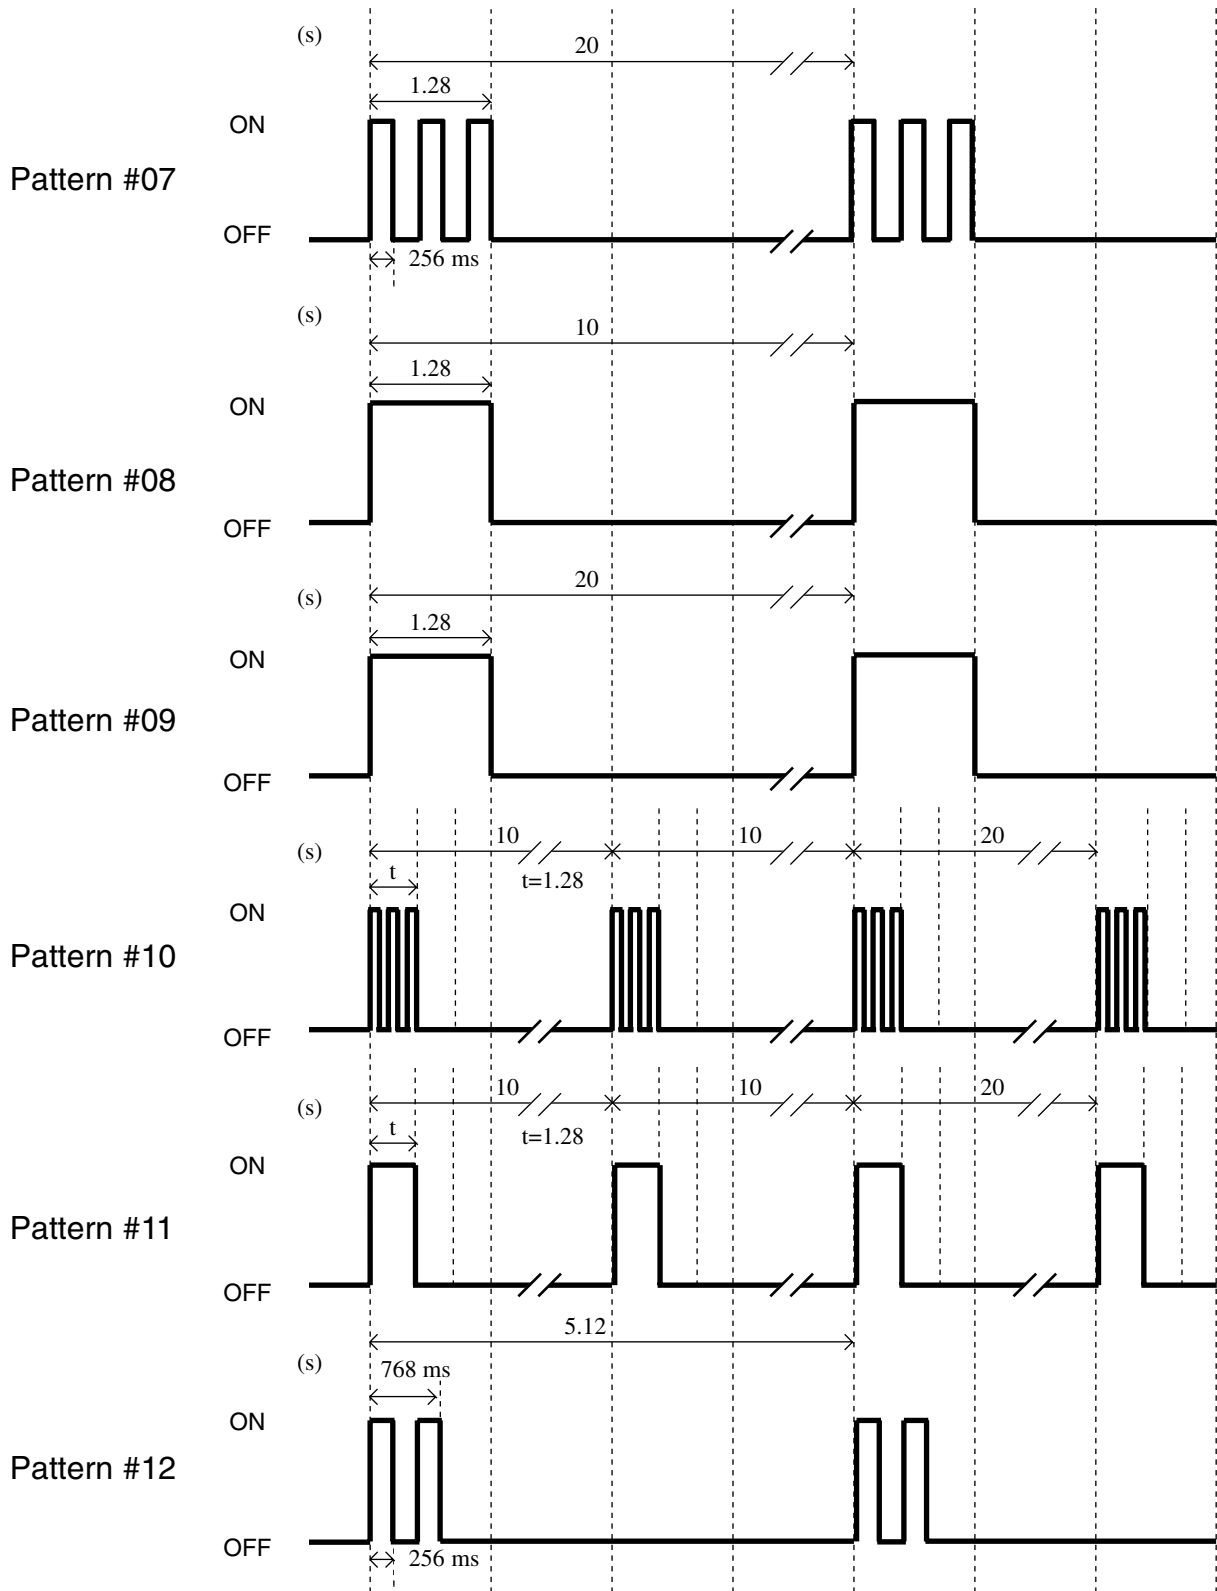 (s)
20
1.28
ON
Pattern #07
OFF
256 ms
(s)
10
1.28
ON
Pattern #08
OFF
(s)
20
1.28
ON
Pattern #09
OFF
(s)
10 10 20
t t=1.28
ON
Pattern #10
OFF
(s)
10 10 20
t t=1.28
ON
Pattern #11
OFF
5.12
(s)
768 ms
ON
Pattern #12
OFF
256 ms